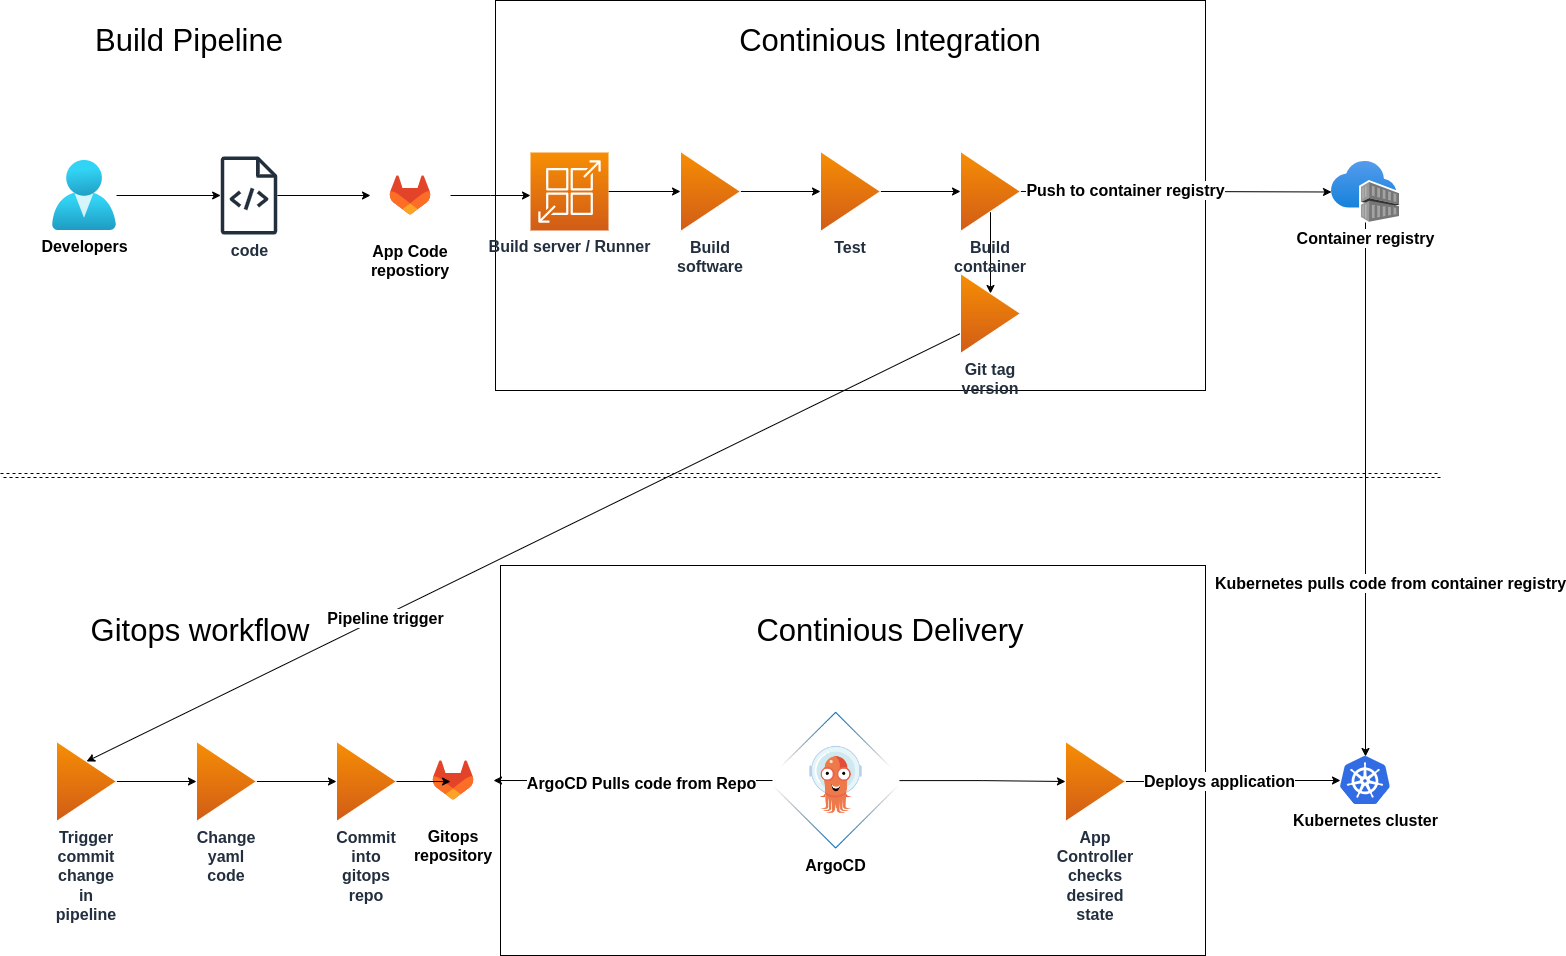 Build Pipeline
Continious Integration
Developers
code
App Code
repostiory
Build server / Runner
Build
software
Test
Build
container
Push to container registry
Container registry
Git tag
version
Kubernetes pulls code from container registry
Pipeline trigger
Gitops workflow
Continious Delivery
Trigger
commit
change
in
pipeline
Change
yaml
code
Commit
into
gitops
repo
Gitops
repository
ArgoCD Pulls code from Repo
ArgoCD
App
Controller
checks
desired
state
Deploys application
Kubernetes cluster